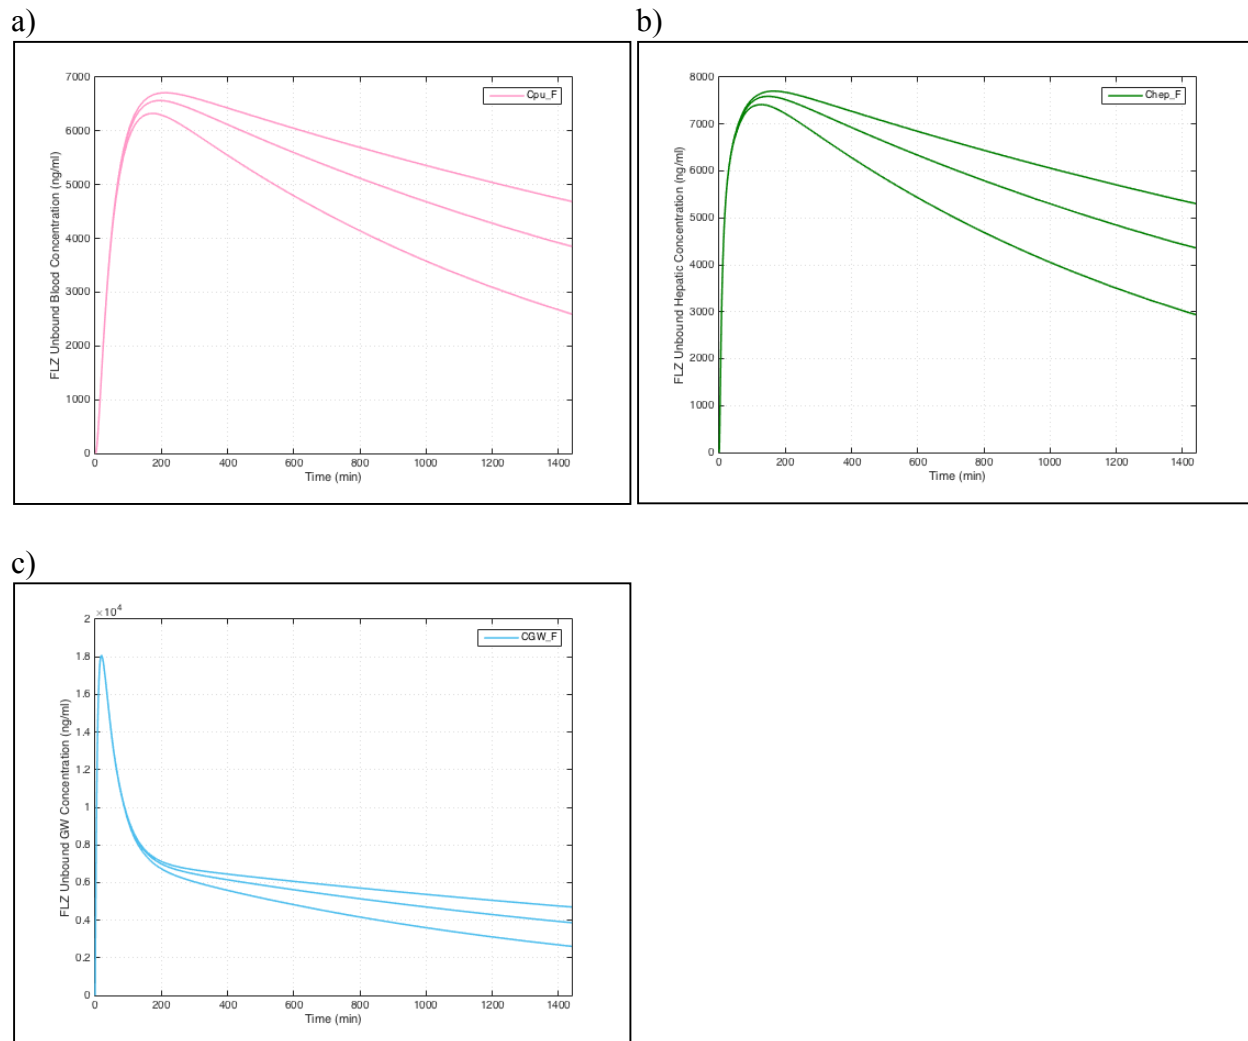 a)
7000
6000
5000
4000
3000
2000
1000
0
FLZ Unbound Blood Concentration (ng/ml)
Cpu_F
0 200 400 600 800 1000 1200 1400
Time (min)
b)
8000
7000
6000
5000
4000
3000
2000
1000
0
FLZ Unbound Hepatic Concentration (ng/ml)
Chep_F
0 200 400 600 800 1000 1200 1400
Time (min)
c)
×10⁴
2
1.8
1.6
1.4
1.2
1
0.8
0.6
0.4
0.2
0
FLZ Unbound GW Concentration (ng/ml)
CGW_F
0 200 400 600 800 1000 1200 1400
Time (min)